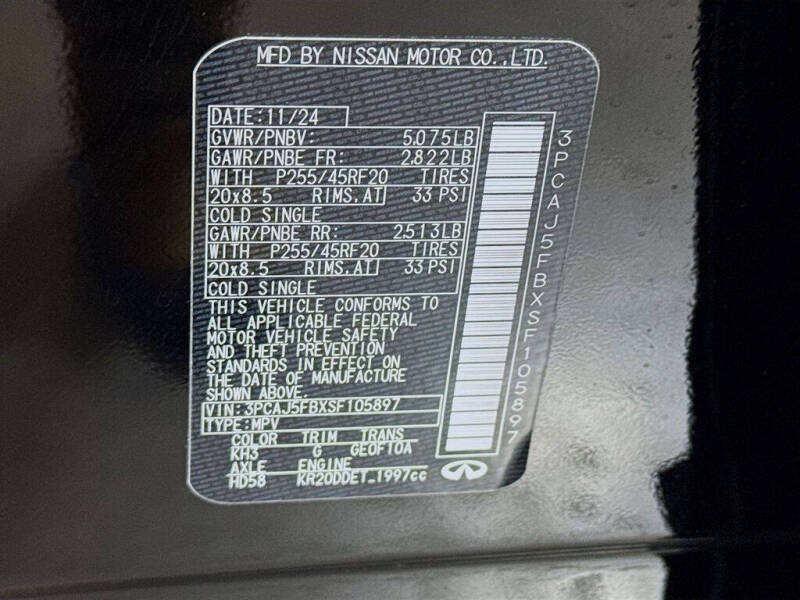 MFD BY NISSAN MOTOR CO.,LTD.
DATE:11/24
GVWR/PNBV: 5.075LB
GAWR/PNBE FR: 2.822LB
WITH P255/45RF20 TIRES
20x8.5 RIMS.AT 33 PSI
COLD SINGLE
GAWR/PNBE RR: 2.513LB
WITH P255/45RF20 TIRES
20x8.5 RIMS.AT 33 PSI
COLD SINGLE
THIS VEHICLE CONFORMS TO
ALL APPLICABLE FEDERAL
MOTOR VEHICLE SAFETY
AND THEFT PREVENTION
STANDARDS IN EFFECT ON
THE DATE OF MANUFACTURE
SHOWN ABOVE.
VIN:3PCAJ5FBXSF105897
TYPE:MPV
COLOR TRIM TRANS
KH3 G GE0F10A
AXLE ENGINE
HD58 KR20DDET_1997cc
3PCAJ5FBXSF105897